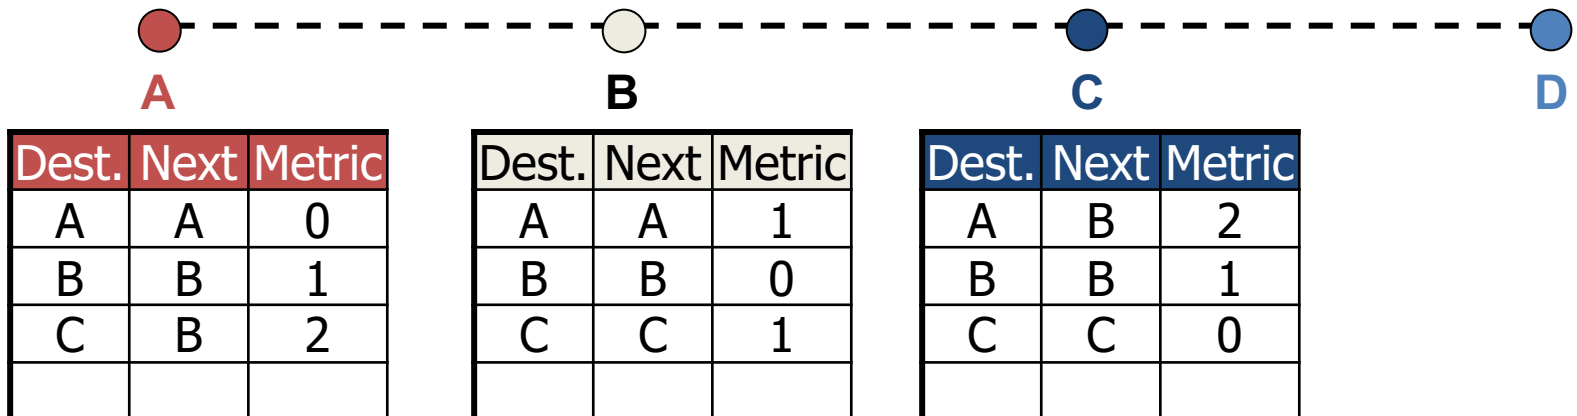 A B C D
Dest. Next Metric Dest. Next Metric Dest. Next Metric
A A 0 A A 1 A B 2
B B 1 B B 0 B B 1
C B 2 C C 1 C C 0